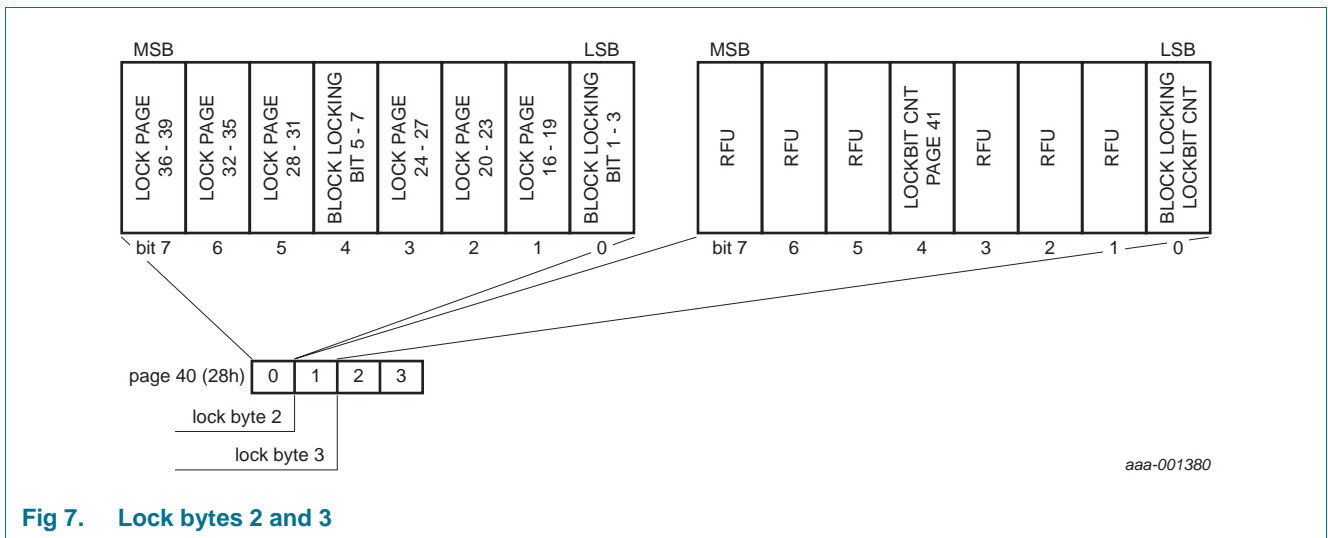 MSB
LSB
MSB
LSB
LOCK PAGE
36 - 39
LOCK PAGE
32 - 35
LOCK PAGE
28 - 31
BLOCK LOCKING
BIT 5 - 7
LOCK PAGE
24 - 27
LOCK PAGE
20 - 23
LOCK PAGE
16 - 19
BLOCK LOCKING
BIT 1 - 3
RFU
RFU
RFU
LOCKBIT CNT
PAGE 41
RFU
RFU
RFU
BLOCK LOCKING
LOCKBIT CNT
bit 7 6 5 4 3 2 1 0
bit 7 6 5 4 3 2 1 0
page 40 (28h) 0 1 2 3
lock byte 2
lock byte 3
aaa-001380
Fig 7. Lock bytes 2 and 3